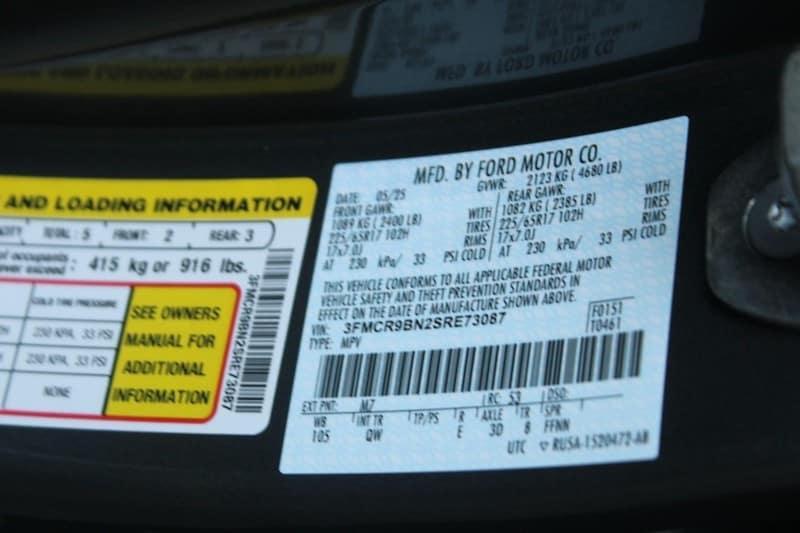 AND LOADING INFORMATION
TOTAL : 5 FRONT: 2 REAR: 3
occupants
exceed : 415 kg or 916 lbs.
COLD TIRE PRESSURE
230 KPA, 33 PSI
230 KPA, 33 PSI
NONE
SEE OWNERS
MANUAL FOR
ADDITIONAL
INFORMATION
3FMCR9BN2SRE73087
MFD. BY FORD MOTOR CO.
DATE: 05/25 GVWR: 2123 KG ( 4680 LB)
FRONT GAWR: REAR GAWR:
1089 KG ( 2400 LB) WITH 1082 KG ( 2385 LB) WITH
225/65R17 102H TIRES 225/65R17 102H TIRES
17x7.0J RIMS 17x7.0J RIMS
AT 230 kPa/ 33 PSI COLD AT 230 kPa/ 33 PSI COLD
THIS VEHICLE CONFORMS TO ALL APPLICABLE FEDERAL MOTOR
VEHICLE SAFETY AND THEFT PREVENTION STANDARDS IN
EFFECT ON THE DATE OF MANUFACTURE SHOWN ABOVE.
VIN: 3FMCR9BN2SRE73087 F0151
TYPE: MPV T0461
EXT PNT: M7 RC: 53 DSO:
WB INT TR TP/PS R AXLE TR SPR
105 QW E 3D 8 FFNN
UTC ▽ RUSA-1520472-AB